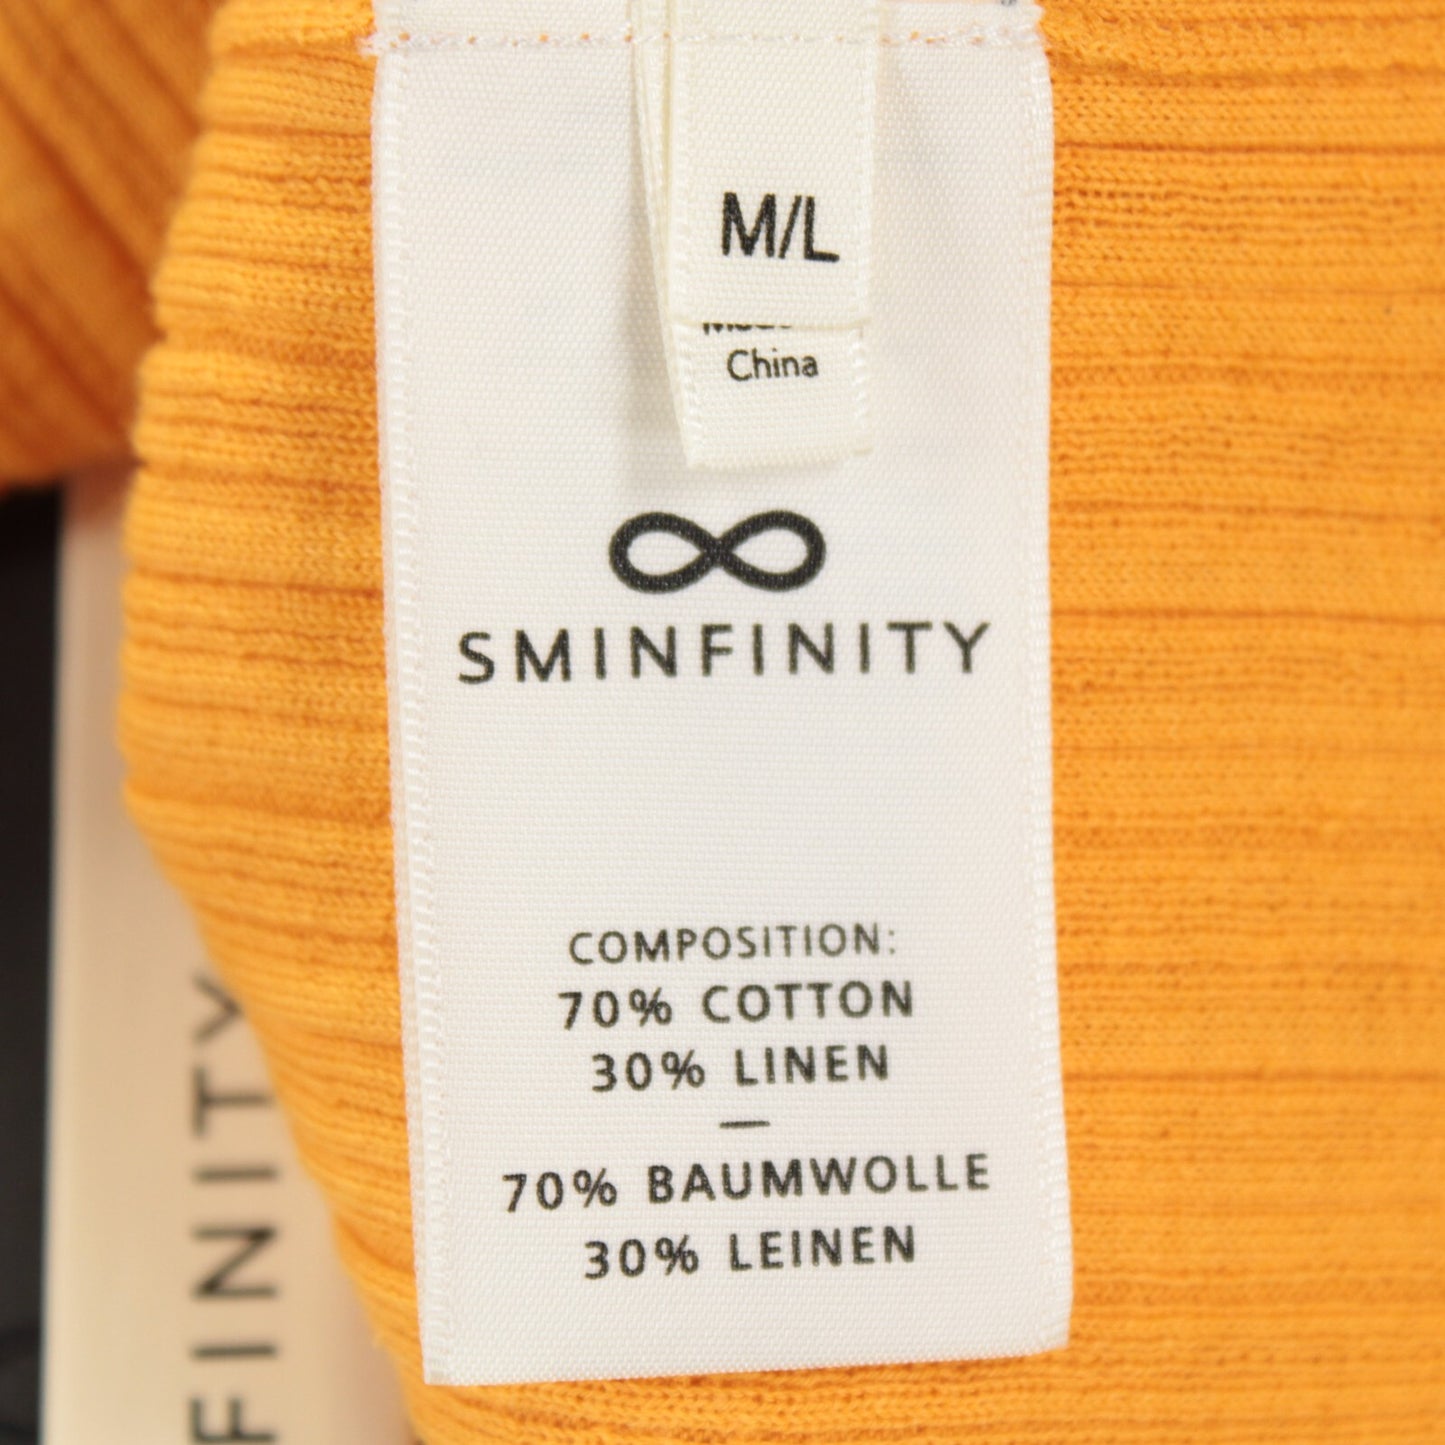 M/L
China
SMINFINITY
COMPOSITION:
70% COTTON
30% LINEN
—
70% BAUMWOLLE
30% LEINEN
FINITY